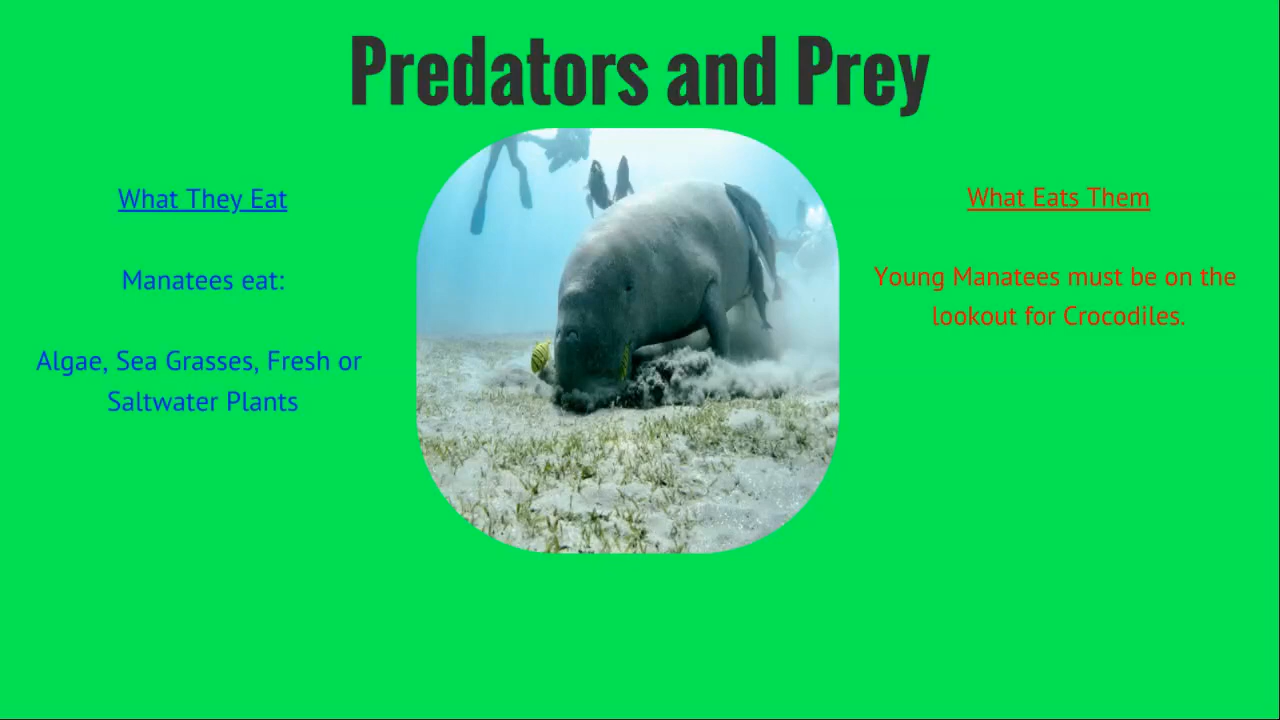 Predators and Prey
What They Eat
Manatees eat:
Algae, Sea Grasses, Fresh or
Saltwater Plants
What Eats Them
Young Manatees must be on the
lookout for Crocodiles.